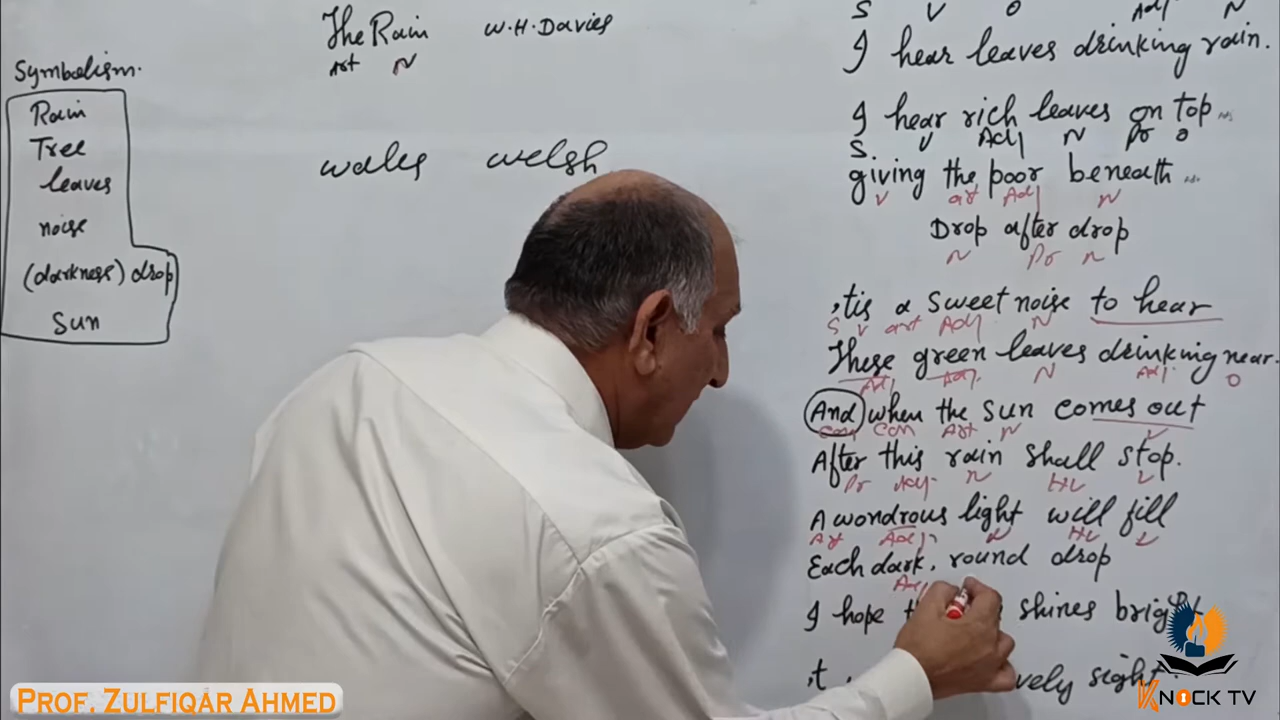 The Rain W.H.Davies
Art N
Symbolism.
Rain
Tree
leaves
noise
(darkness) drop
Sun
wales welsh
S V O Adj N
I hear leaves drinking rain.
I hear rich leaves on top
S. V Adj N Pr O
giving the poor beneath
V art Adj N
Drop after drop
N Pr N
,tis a sweet noise to hear
S V art Adj N
These green leaves drinking near.
Adj Adj. N Adj. O
And when the sun comes out
Con Con Art N V
After this rain shall stop.
Pr Adj. N HV V
A wondrous light will fill
Art Adj. N HV V
Each dark, round drop
I hope shines bright
lovely sight
PROF. ZULFIQAR AHMED
KNOCK TV